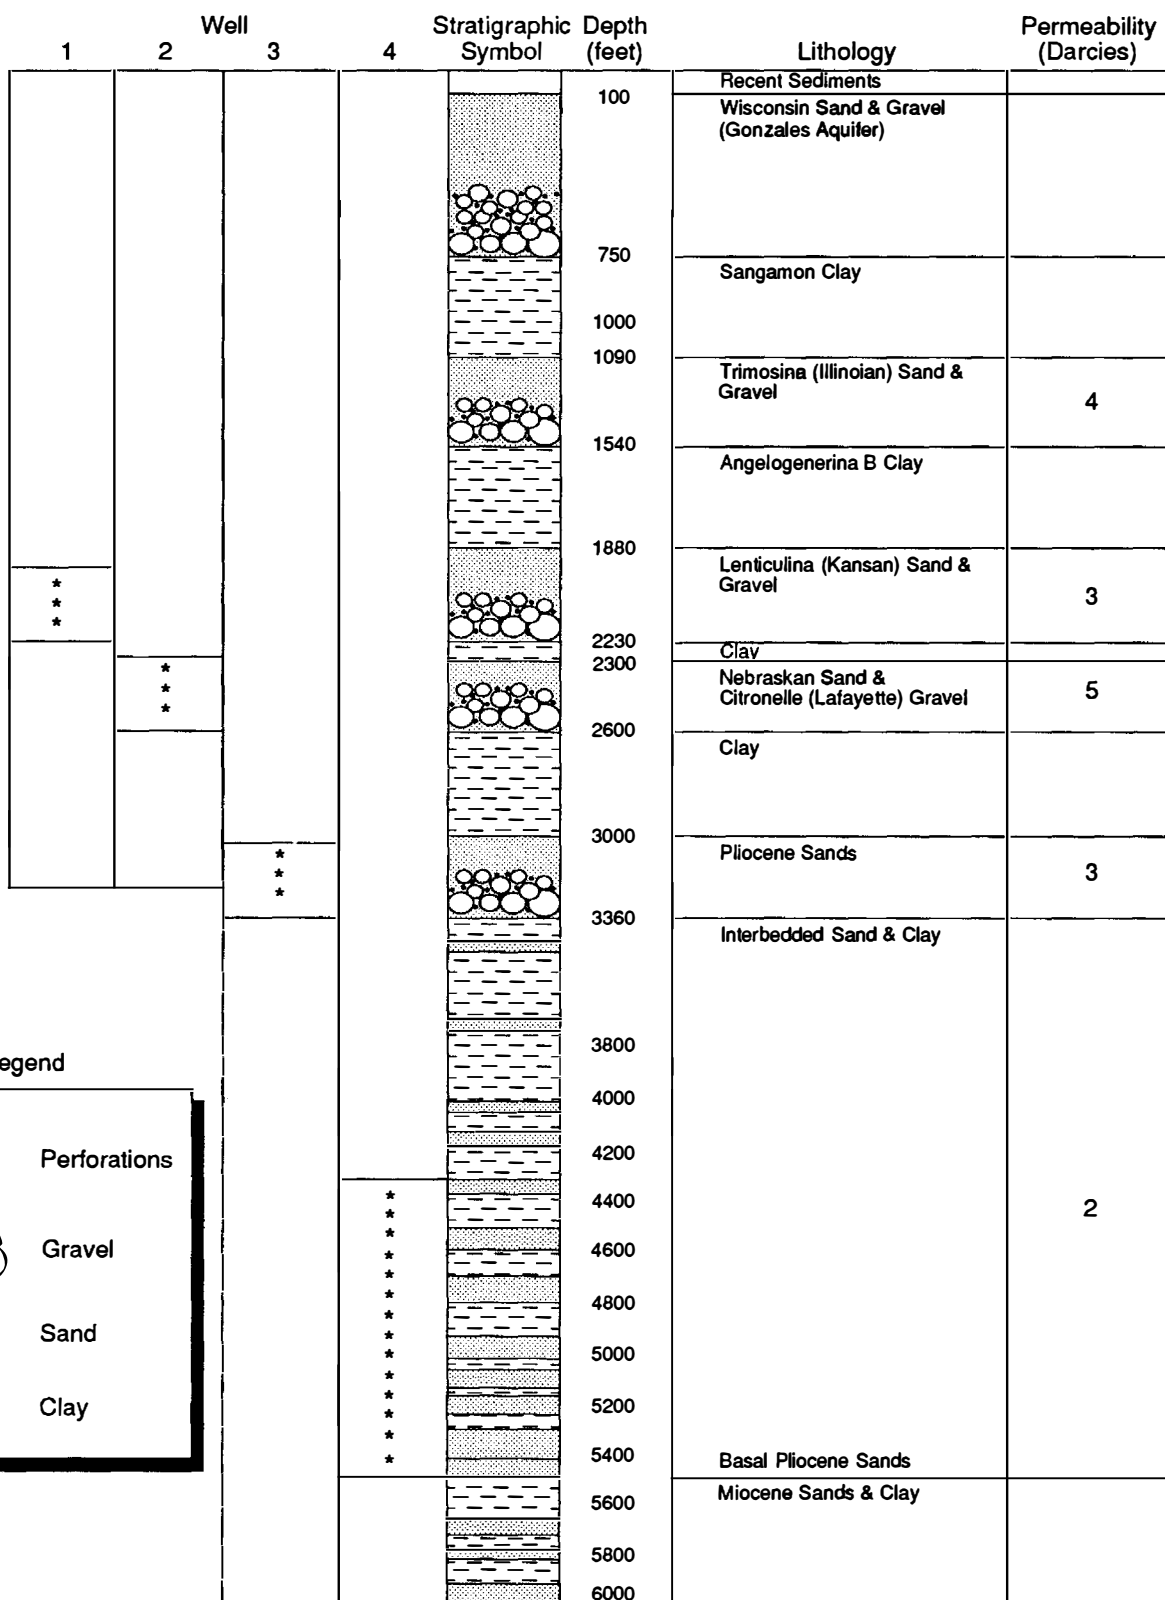 Well
Stratigraphic Depth
Permeability
1 2 3 4 Symbol (feet) Lithology (Darcies)
Recent Sediments
100
Wisconsin Sand & Gravel
(Gonzales Aquifer)
750
Sangamon Clay
1000
1090
Trimosina (Illinoian) Sand &
Gravel
4
1540
Angelogenerina B Clay
1880
Lenticulina (Kansan) Sand &
Gravel
3
* * *
2230
Clay
2300
Nebraskan Sand &
Citronelle (Lafayette) Gravel
5
* * *
2600
Clay
3000
Pliocene Sands
3
* * *
3360
Interbedded Sand & Clay
3800
4000
4200
4400
2
4600
4800
5000
5200
5400
Basal Pliocene Sands
* * * * * * * * * * * * * *
Miocene Sands & Clay
5600
5800
6000
egend
Perforations
Gravel
Sand
Clay